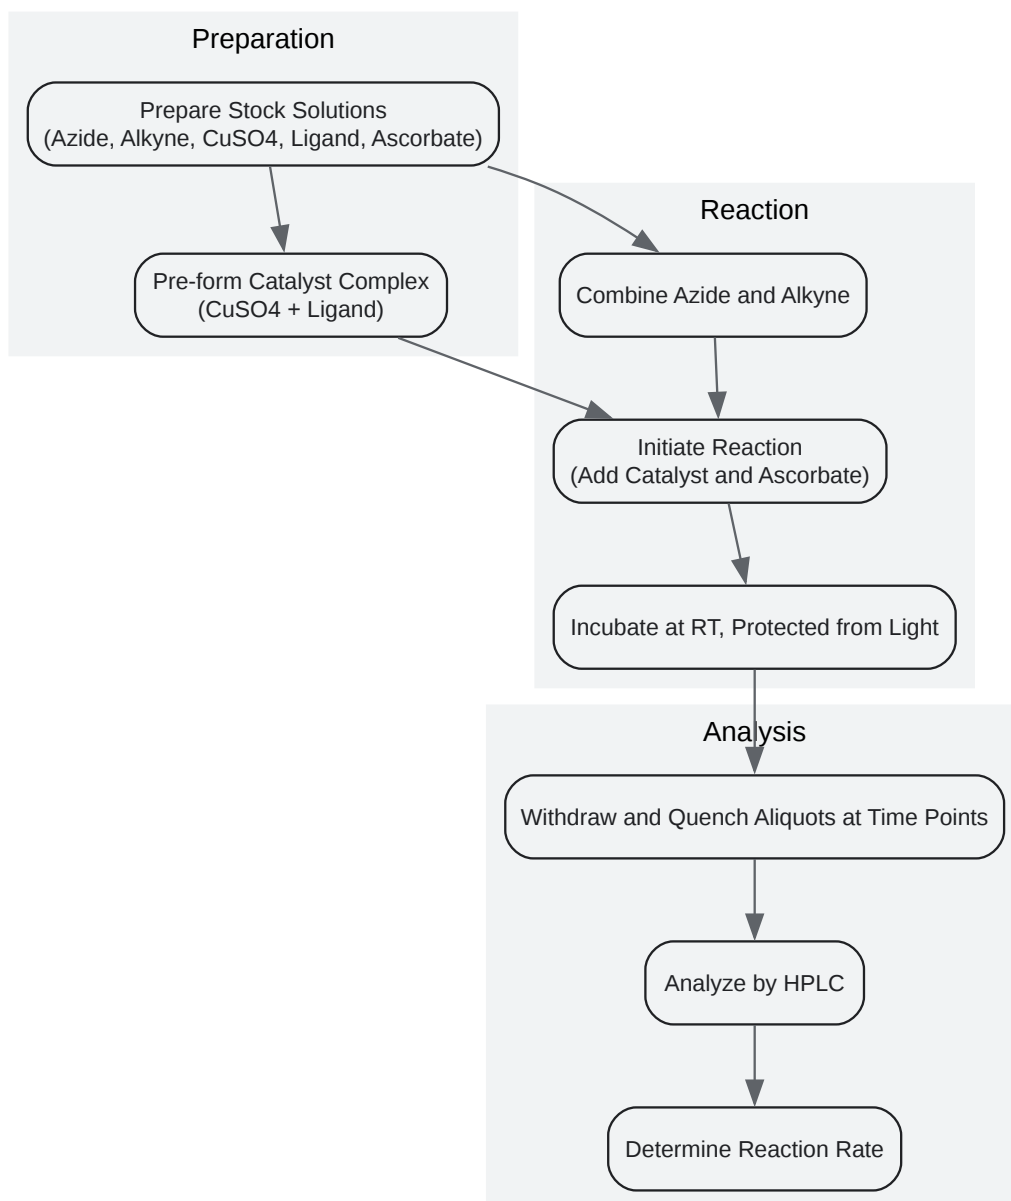 Preparation
Prepare Stock Solutions
(Azide, Alkyne, CuSO4, Ligand, Ascorbate)
Pre-form Catalyst Complex
(CuSO4 + Ligand)
Reaction
Combine Azide and Alkyne
Initiate Reaction
(Add Catalyst and Ascorbate)
Incubate at RT, Protected from Light
Analysis
Withdraw and Quench Aliquots at Time Points
Analyze by HPLC
Determine Reaction Rate